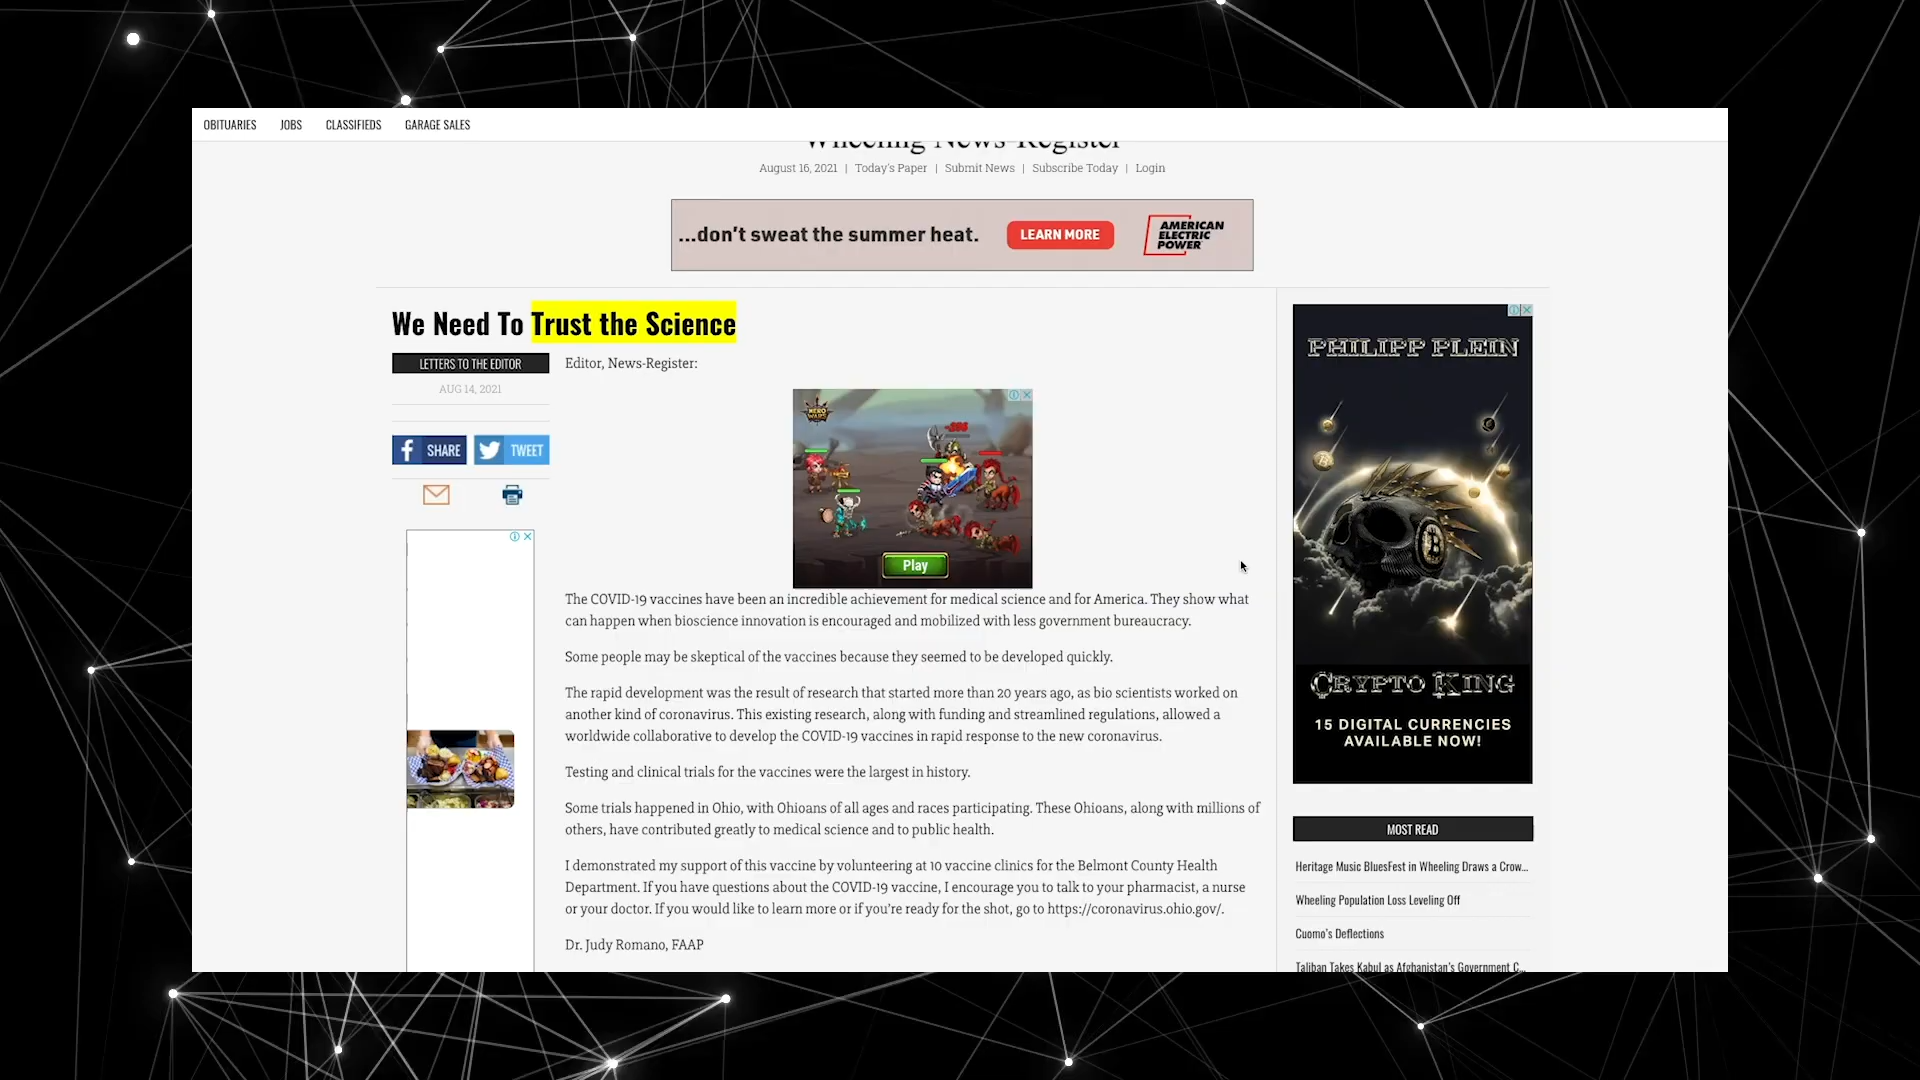 OBITUARIES JOBS CLASSIFIEDS GARAGE SALES
Wheeling News-Register
August 16, 2021 | Today's Paper | Submit News | Subscribe Today | Login
...don't sweat the summer heat. LEARN MORE AMERICAN
ELECTRIC
POWER
We Need To Trust the Science
LETTERS TO THE EDITOR
AUG 14, 2021
SHARE TWEET
Editor, News-Register:
HERO
WARS
Play
The COVID-19 vaccines have been an incredible achievement for medical science and for America. They show what
can happen when bioscience innovation is encouraged and mobilized with less government bureaucracy.
Some people may be skeptical of the vaccines because they seemed to be developed quickly.
The rapid development was the result of research that started more than 20 years ago, as bio scientists worked on
another kind of coronavirus. This existing research, along with funding and streamlined regulations, allowed a
worldwide collaborative to develop the COVID-19 vaccines in rapid response to the new coronavirus.
Testing and clinical trials for the vaccines were the largest in history.
Some trials happened in Ohio, with Ohioans of all ages and races participating. These Ohioans, along with millions of
others, have contributed greatly to medical science and to public health.
I demonstrated my support of this vaccine by volunteering at 10 vaccine clinics for the Belmont County Health
Department. If you have questions about the COVID-19 vaccine, I encourage you to talk to your pharmacist, a nurse
or your doctor. If you would like to learn more or if you're ready for the shot, go to https://coronavirus.ohio.gov/.
Dr. Judy Romano, FAAP
PHILIPP PLEIN
CRYPTO KING
15 DIGITAL CURRENCIES
AVAILABLE NOW!
MOST READ
Heritage Music BluesFest in Wheeling Draws a Crow...
Wheeling Population Loss Leveling Off
Cuomo's Deflections
Taliban Takes Kabul as Afghanistan's Government C...